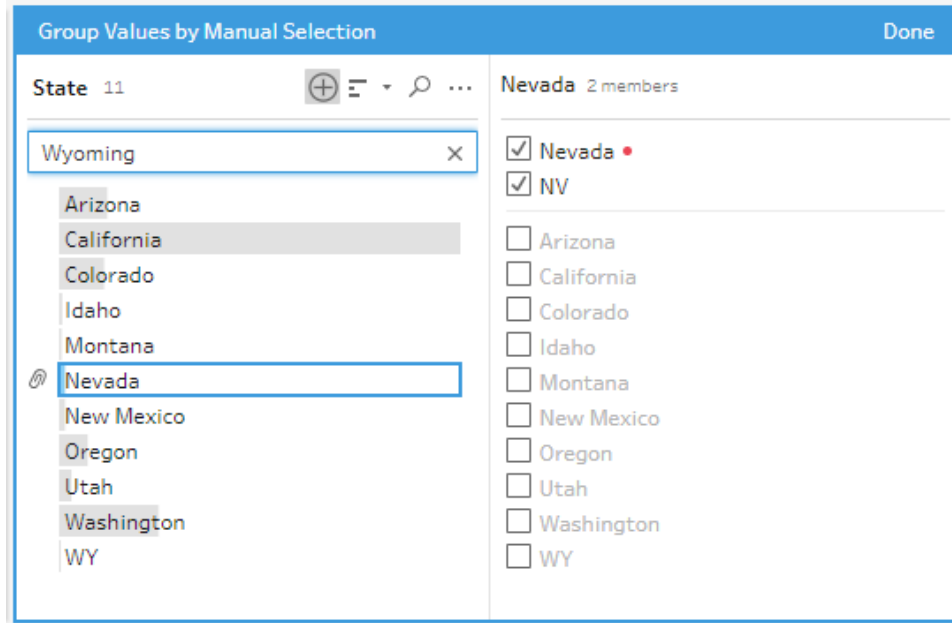 Group Values by Manual Selection Done
State 11
Wyoming
Arizona
California
Colorado
Idaho
Montana
Nevada
New Mexico
Oregon
Utah
Washington
WY
Nevada 2 members
Nevada
NV
Arizona
California
Colorado
Idaho
Montana
New Mexico
Oregon
Utah
Washington
WY